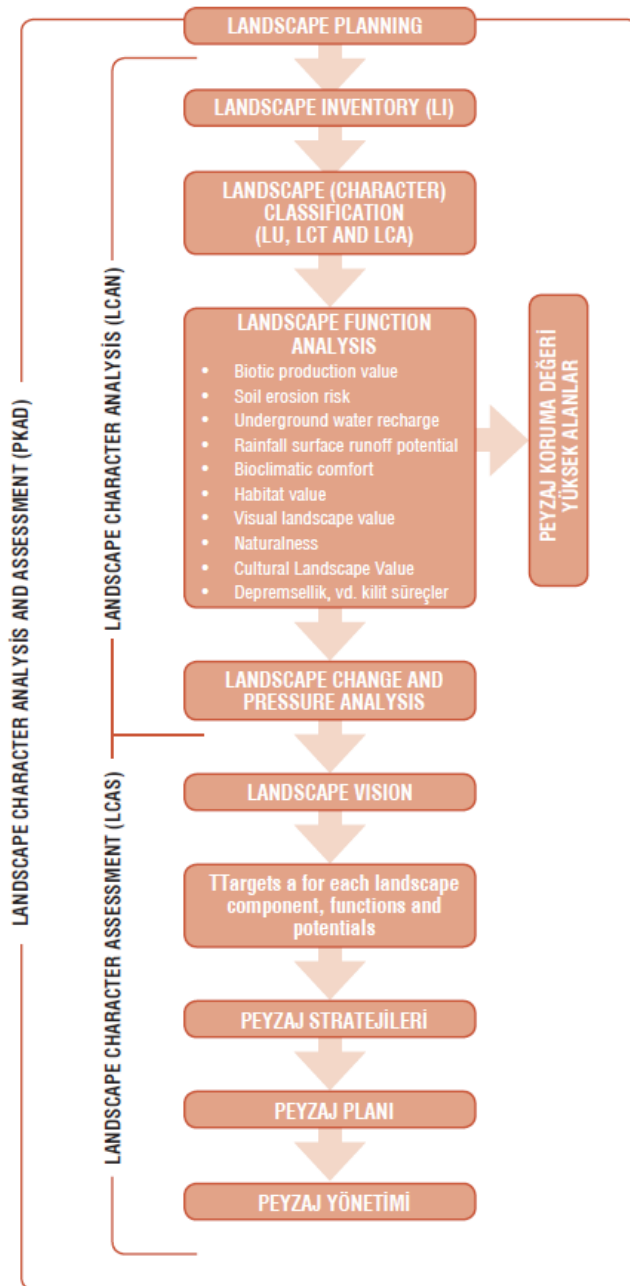 LANDSCAPE PLANNING
LANDSCAPE INVENTORY (LI)
LANDSCAPE (CHARACTER)
CLASSIFICATION
(LU, LCT AND LCA)
LANDSCAPE FUNCTION
ANALYSIS
• Biotic production value
• Soil erosion risk
• Underground water recharge
• Rainfall surface runoff potential
• Bioclimatic comfort
• Habitat value
• Visual landscape value
• Naturalness
• Cultural Landscape Value
• Depremsellik, vd. kilit süreçler
PEYZAJ KORUMA DEĞERİ
YÜKSEK ALANLAR
LANDSCAPE CHANGE AND
PRESSURE ANALYSIS
LANDSCAPE VISION
TTargets a for each landscape
component, functions and
potentials
PEYZAJ STRATEJİLERİ
PEYZAJ PLANI
PEYZAJ YÖNETİMİ
LANDSCAPE CHARACTER ANALYSIS AND ASSESSMENT (PKAD)
LANDSCAPE CHARACTER ANALYSIS (LCAN)
LANDSCAPE CHARACTER ASSESSMENT (LCAS)